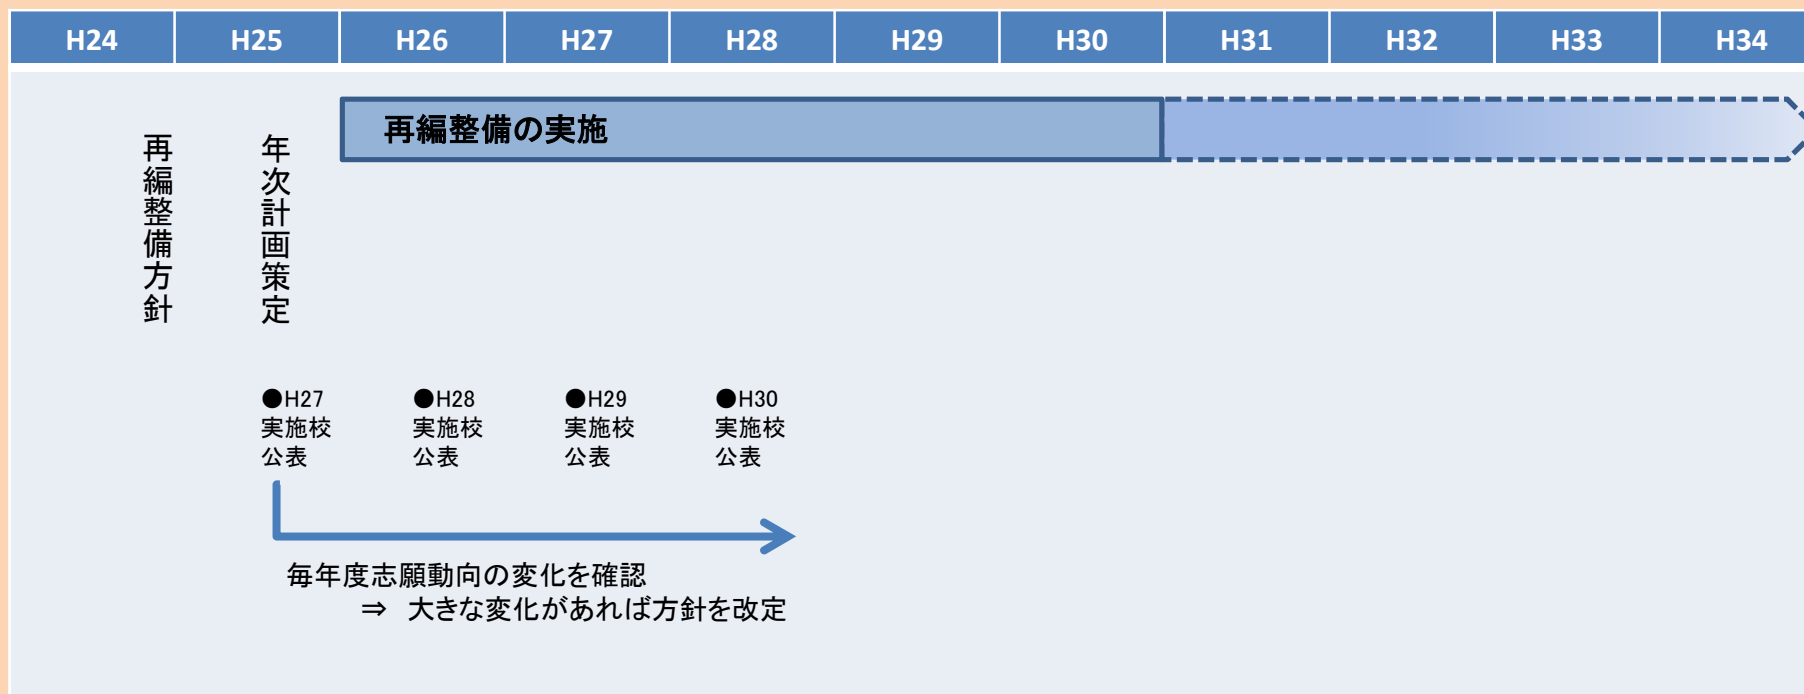 H24 H25 H26 H27 H28 H29 H30 H31 H32 H33 H34
再編整備の実施
再編整備方針
年次計画策定
●H27
実施校
公表
●H28
実施校
公表
●H29
実施校
公表
●H30
実施校
公表
毎年度志願動向の変化を確認
⇒ 大きな変化があれば方針を改定